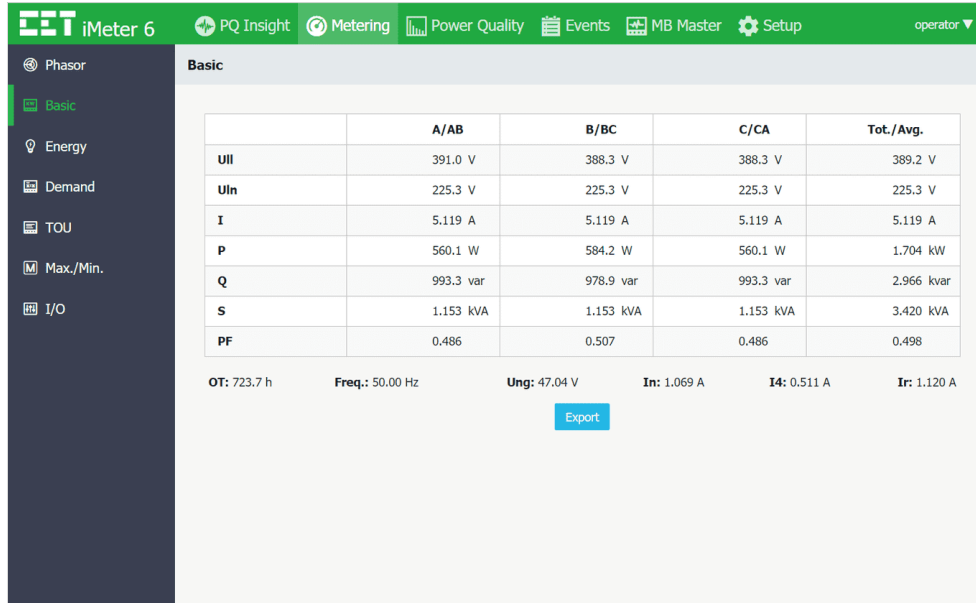 CET iMeter 6 PQ Insight Metering Power Quality Events MB Master Setup operator ▼
Phasor
Basic
Energy
Demand
TOU
M Max./Min.
I/O
Basic
A/AB B/BC C/CA Tot./Avg.
Ull 391.0 V 388.3 V 388.3 V 389.2 V
Uln 225.3 V 225.3 V 225.3 V 225.3 V
I 5.119 A 5.119 A 5.119 A 5.119 A
P 560.1 W 584.2 W 560.1 W 1.704 kW
Q 993.3 var 978.9 var 993.3 var 2.966 kvar
S 1.153 kVA 1.153 kVA 1.153 kVA 3.420 kVA
PF 0.486 0.507 0.486 0.498
OT: 723.7 h Freq.: 50.00 Hz Ung: 47.04 V In: 1.069 A I4: 0.511 A Ir: 1.120 A
Export